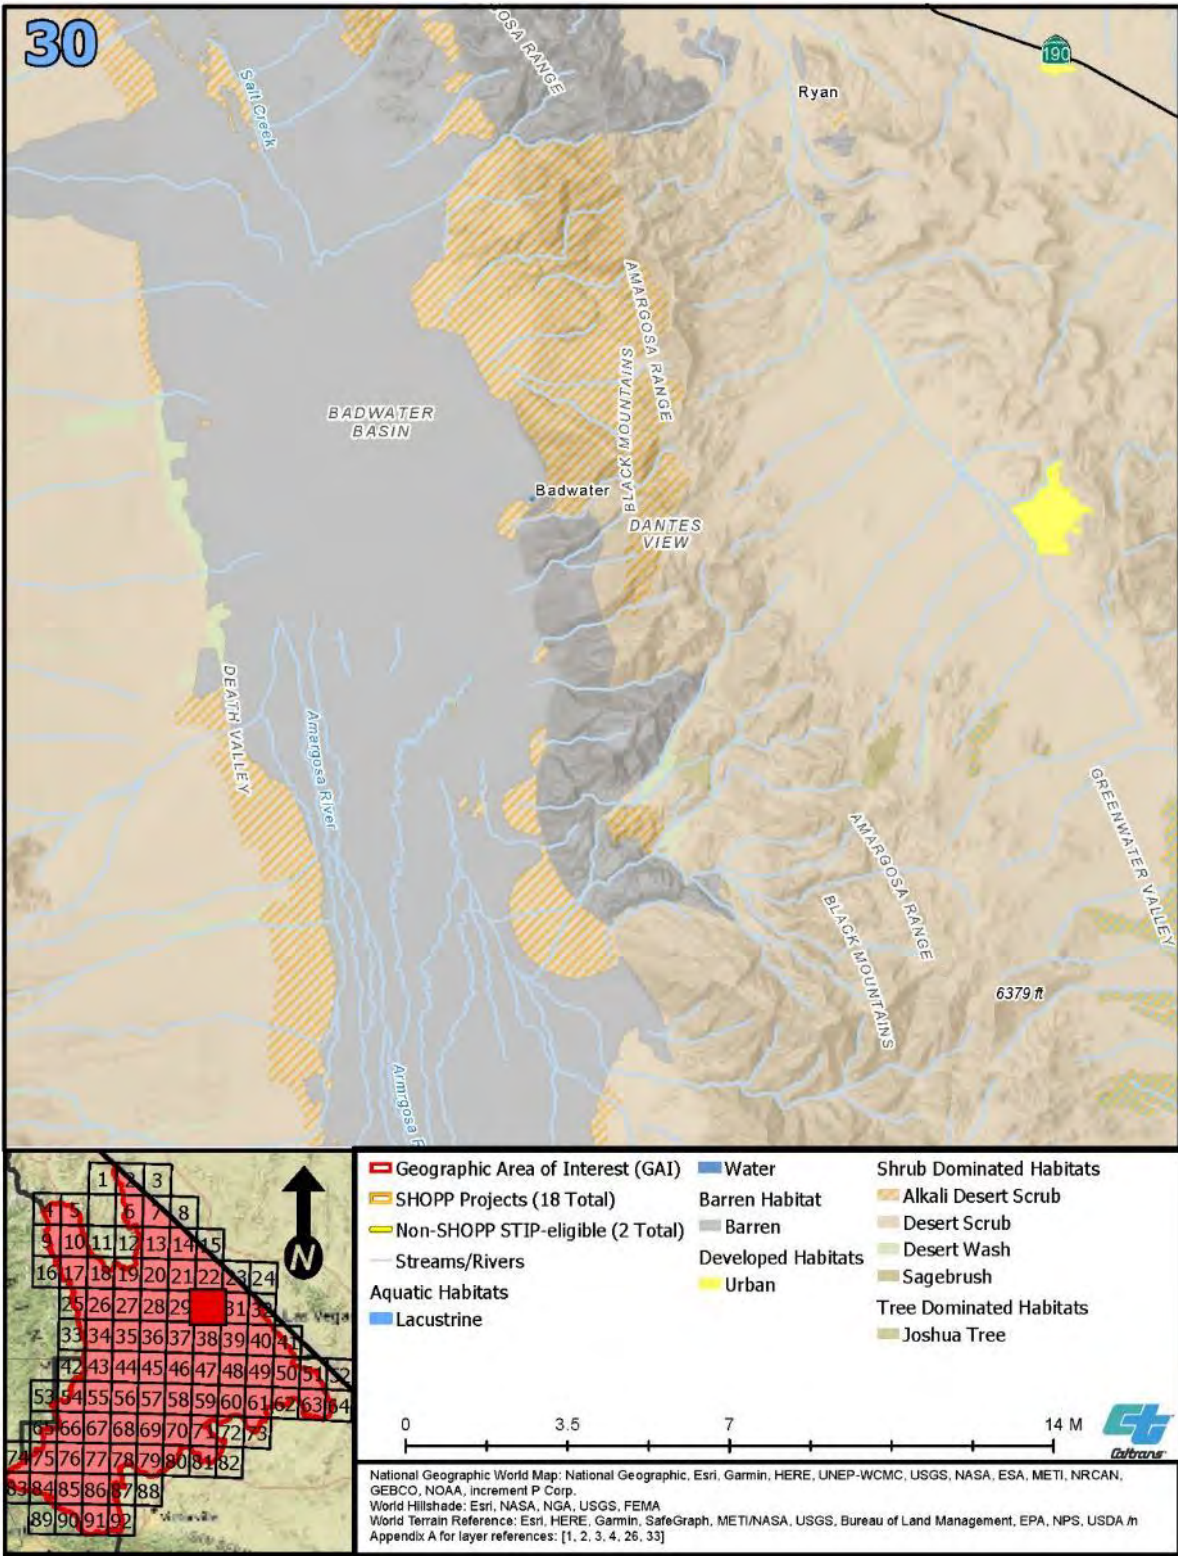 30
OSA RANGE
190
Ryan
Salt Creek
AMARGOSA RANGE
BLACK MOUNTAINS
BADWATER
BASIN
Badwater
DANTES
VIEW
DEATH VALLEY
Amargosa River
GREENWATER VALLEY
AMARGOSA RANGE
BLACK MOUNTAINS
6379 ft
Armrgosa R
1 2 3
4 5 6 7 8
9 10 11 12 13 14 15
16 17 18 19 20 21 22 23 24
25 26 27 28 29 31 32
Las Vega
33 34 35 36 37 38 39 40 41
42 43 44 45 46 47 48 49 50 51 52
53 54 55 56 57 58 59 60 61 62 63 64
65 66 67 68 69 70 71 72 73
74 75 76 77 78 79 80 81 82
83 84 85 86 87 88
89 90 91 92
N
Geographic Area of Interest (GAI)
SHOPP Projects (18 Total)
Non-SHOPP STIP-eligible (2 Total)
Streams/Rivers
Aquatic Habitats
Lacustrine
Water
Barren Habitat
Barren
Developed Habitats
Urban
Shrub Dominated Habitats
Alkali Desert Scrub
Desert Scrub
Desert Wash
Sagebrush
Tree Dominated Habitats
Joshua Tree
0 3.5 7 14 M
ct
Caltrans
National Geographic World Map: National Geographic, Esri, Garmin, HERE, UNEP-WCMC, USGS, NASA, ESA, METI, NRCAN,
GEBCO, NOAA, increment P Corp.
World Hillshade: Esri, NASA, NGA, USGS, FEMA
World Terrain Reference: Esri, HERE, Garmin, SafeGraph, METI/NASA, USGS, Bureau of Land Management, EPA, NPS, USDA /n
Appendix A for layer references: [1, 2, 3, 4, 26, 33]